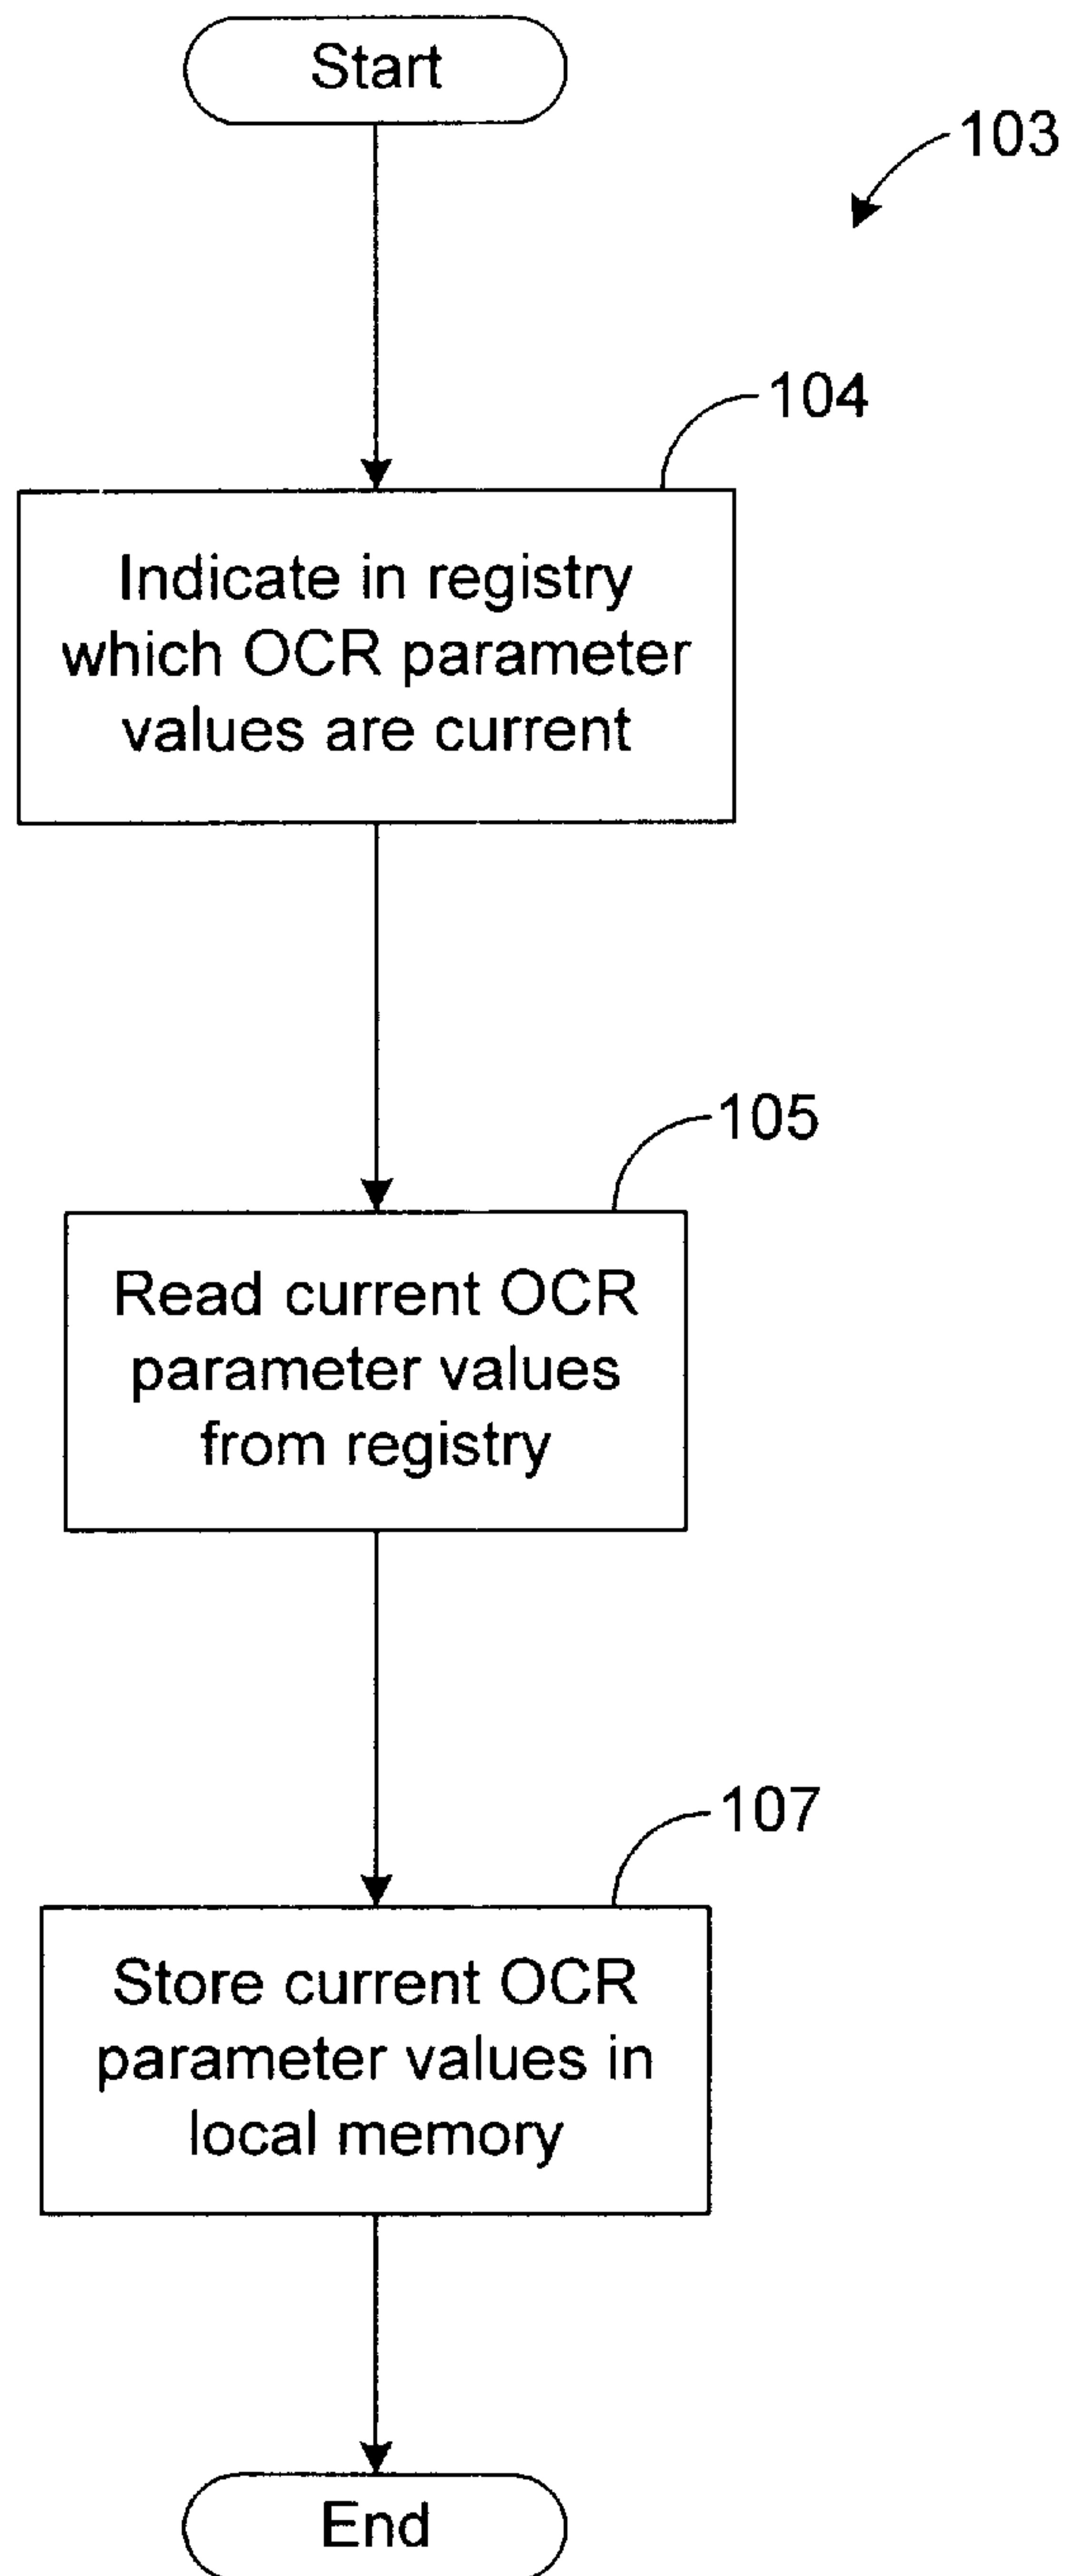 Start
103
104
Indicate in registry
which OCR parameter
values are current
105
Read current OCR
parameter values
from registry
107
Store current OCR
parameter values in
local memory
End